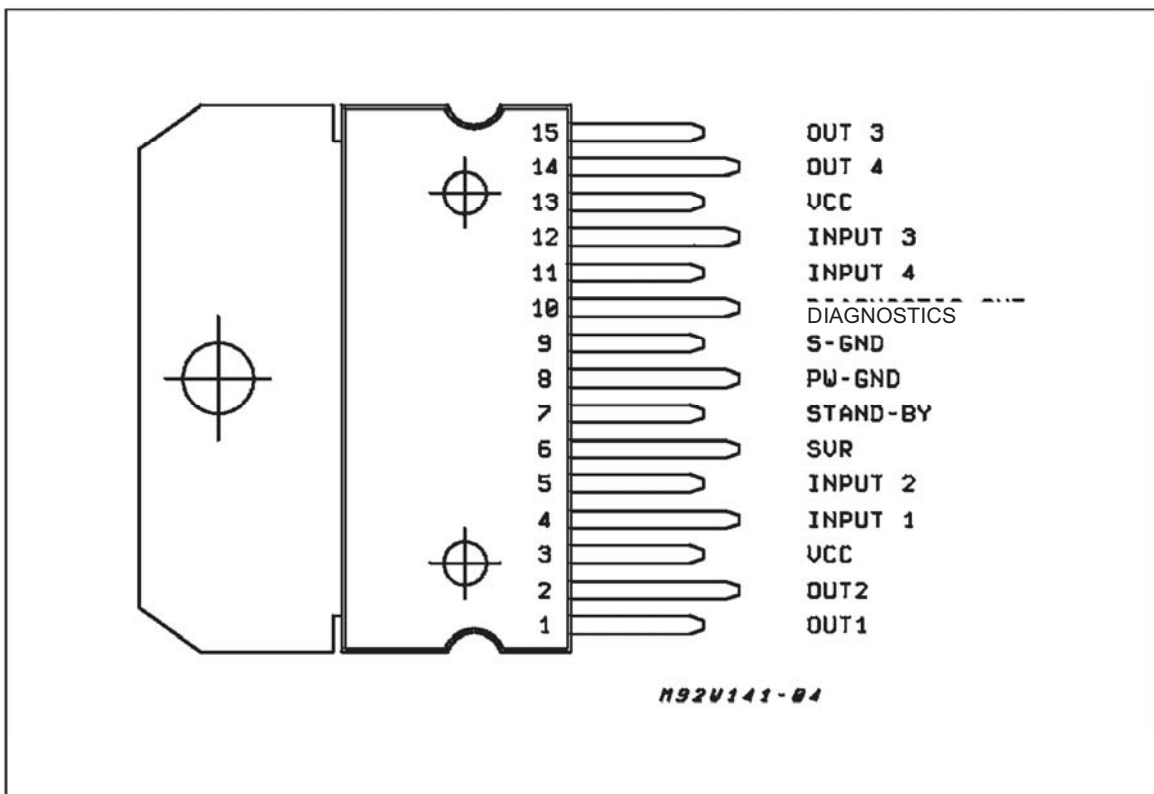 15 OUT 3
14 OUT 4
13 VCC
12 INPUT 3
11 INPUT 4
10 DIAGNOSTICS
9 S-GND
8 PW-GND
7 STAND-BY
6 SVR
5 INPUT 2
4 INPUT 1
3 VCC
2 OUT2
1 OUT1
M92V141-04